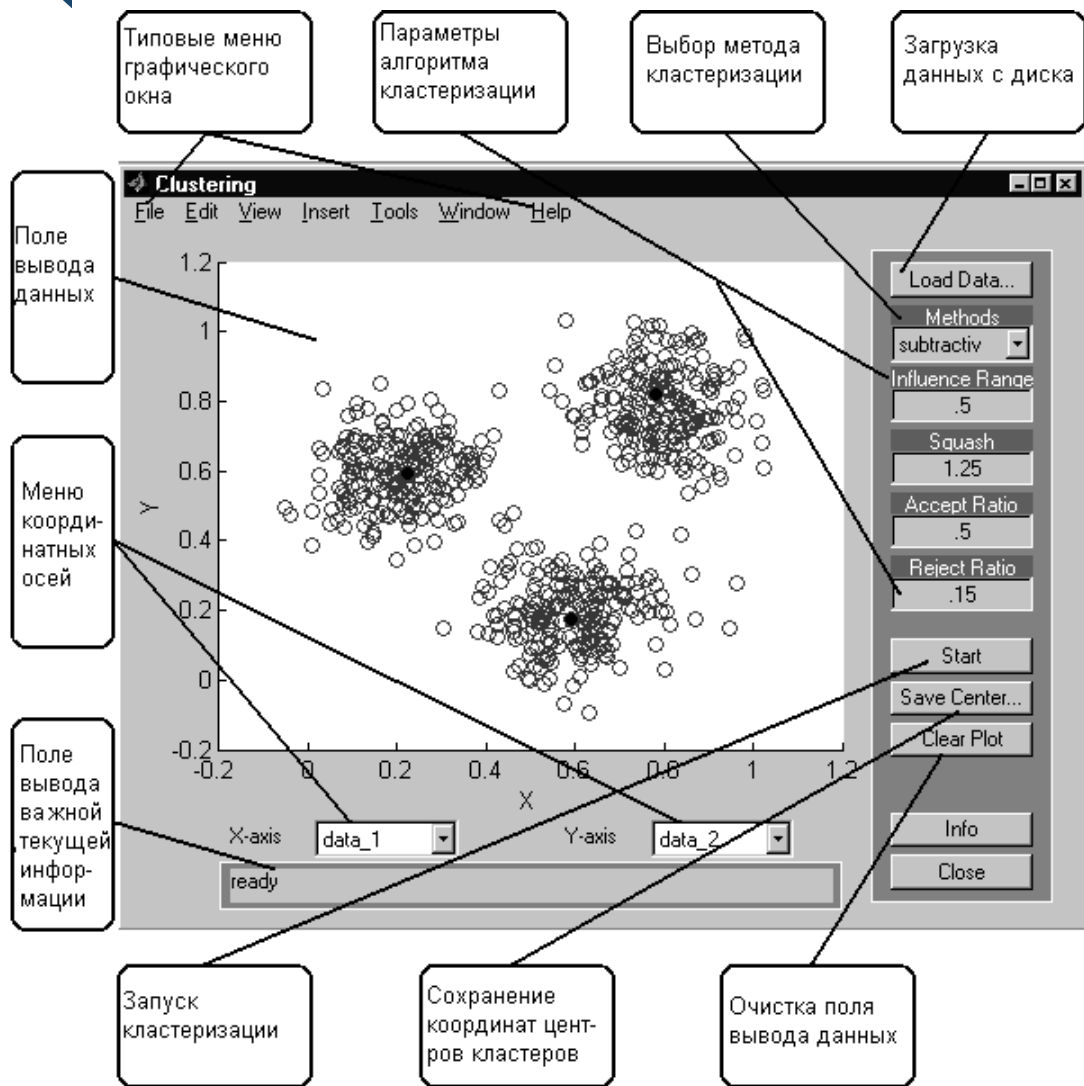 Типовые меню
графического
окна
Параметры
алгоритма
кластеризации
Выбор метода
кластеризации
Загрузка
данных с диска
Поле
вывода
данных
Меню
коорди-
натных
осей
Поле
вывода
важной
текущей
инфор-
мации
Clustering
File Edit View Insert Tools Window Help
1.2
1
0.8
0.6
0.4
0.2
0
-0.2
Y
-0.2 0 0.2 0.4 0.6 0.8 1 1.2
X
X-axis data_1 Y-axis data_2
ready
Load Data...
Methods
subtractiv
Influence Range
.5
Squash
1.25
Accept Ratio
.5
Reject Ratio
.15
Start
Save Center...
Clear Plot
Info
Close
Запуск
кластеризации
Сохранение
координат цент-
ров кластеров
Очистка поля
вывода данных